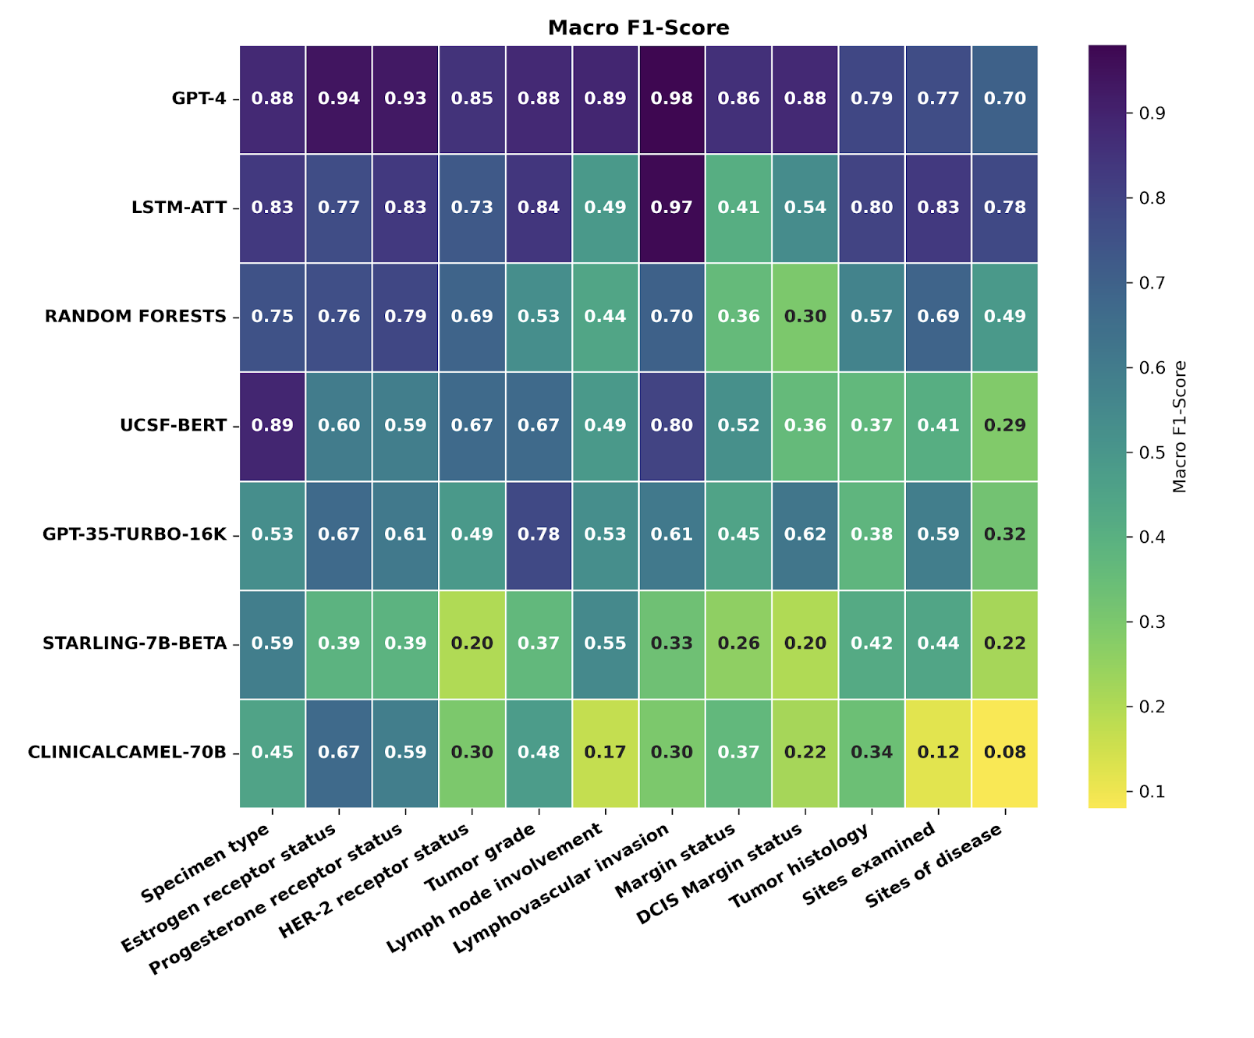 Macro F1-Score
GPT-4 0.88 0.94 0.93 0.85 0.88 0.89 0.98 0.86 0.88 0.79 0.77 0.70
LSTM-ATT 0.83 0.77 0.83 0.73 0.84 0.49 0.97 0.41 0.54 0.80 0.83 0.78
RANDOM FORESTS 0.75 0.76 0.79 0.69 0.53 0.44 0.70 0.36 0.30 0.57 0.69 0.49
UCSF-BERT 0.89 0.60 0.59 0.67 0.67 0.49 0.80 0.52 0.36 0.37 0.41 0.29
GPT-35-TURBO-16K 0.53 0.67 0.61 0.49 0.78 0.53 0.61 0.45 0.62 0.38 0.59 0.32
STARLING-7B-BETA 0.59 0.39 0.39 0.20 0.37 0.55 0.33 0.26 0.20 0.42 0.44 0.22
CLINICALCAMEL-70B 0.45 0.67 0.59 0.30 0.48 0.17 0.30 0.37 0.22 0.34 0.12 0.08
Specimen type
Estrogen receptor status
Progesterone receptor status
HER-2 receptor status
Tumor grade
Lymph node involvement
Lymphovascular invasion
Margin status
DCIS Margin status
Tumor histology
Sites examined
Sites of disease
0.9
0.8
0.7
0.6
0.5
0.4
0.3
0.2
0.1
Macro F1-Score